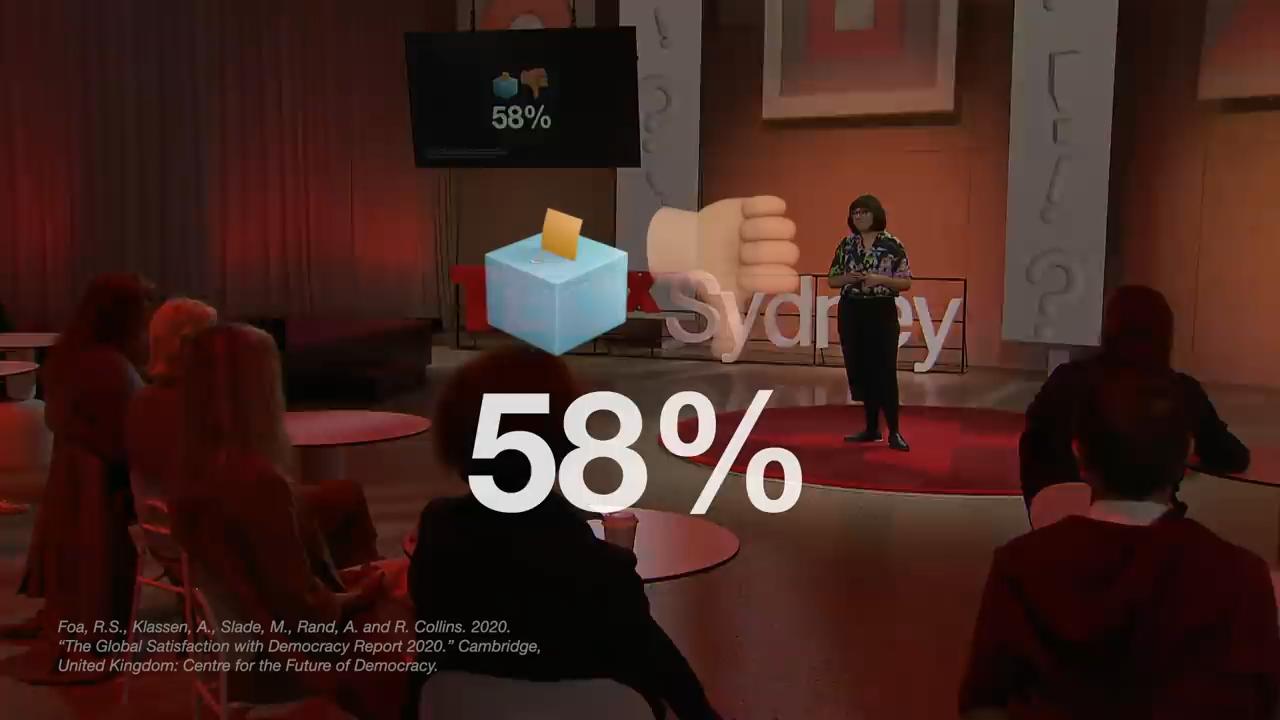 58%
TEDxSydney
58%
Foa, R.S., Klassen, A., Slade, M., Rand, A. and R. Collins. 2020.
“The Global Satisfaction with Democracy Report 2020.” Cambridge,
United Kingdom: Centre for the Future of Democracy.